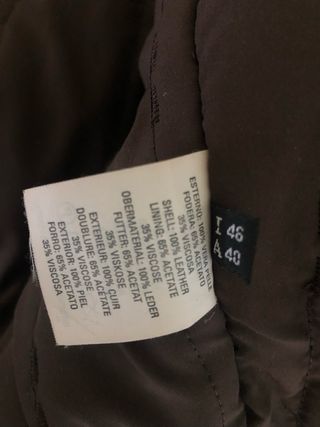 ESTERNO: 100% VERA PELLE
FODERA: 65% ACETATO
35% VISCOSA
SHELL: 100% LEATHER
LINING: 65% ACETATE
35% VISCOSE
OBERMATERIAL: 100% LEDER
FUTTER: 65% ACETAT
35% VISKOSE
EXTERIEUR: 100% CUIR
DOUBLURE: 65% ACETATE
35% VISCOSE
EXTERIOR: 100% PIEL
FORRO: 65% ACETATO
35% VISCOSA
I 46
A 40